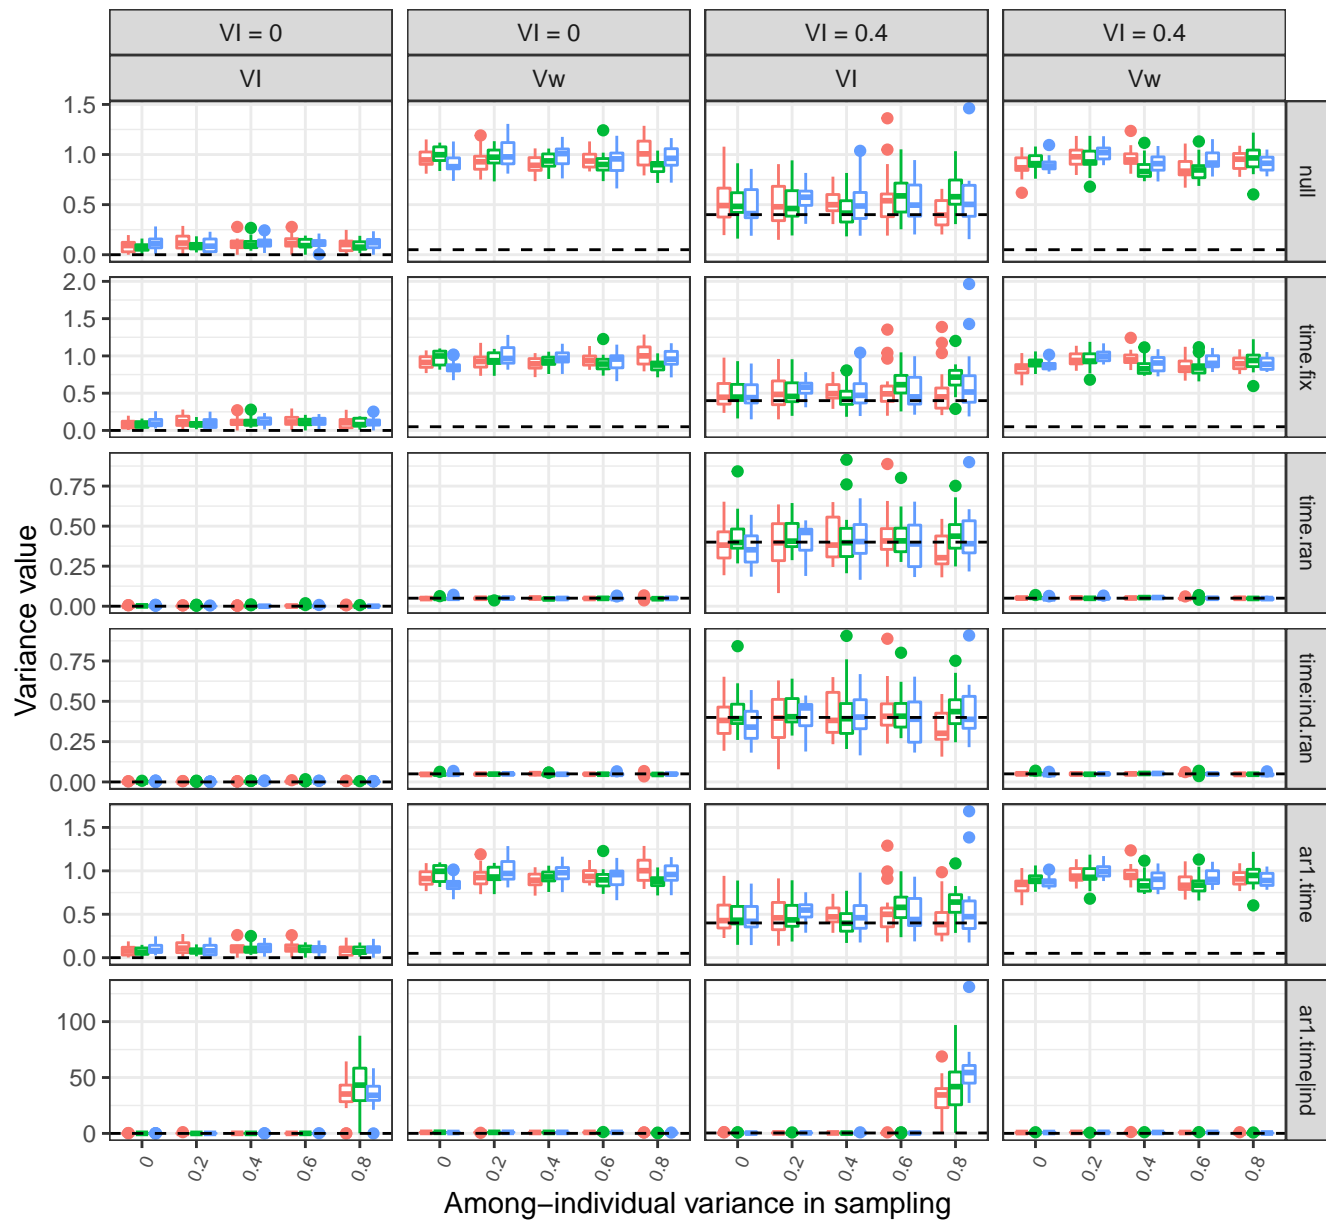 VI = 0 VI = 0 VI = 0.4 VI = 0.4
VI Vw VI Vw
1.5
1.0
0.5
0.0
null
2.0
1.5
1.0
0.5
0.0
time.fix
0.75
0.50
0.25
0.00
time.ran
0.75
0.50
0.25
0.00
time:ind.ran
1.5
1.0
0.5
0.0
ar1.time
100
50
0
ar1.time|ind
Variance value
0 0.2 0.4 0.6 0.8 0 0.2 0.4 0.6 0.8 0 0.2 0.4 0.6 0.8 0 0.2 0.4 0.6 0.8
Among−individual variance in sampling